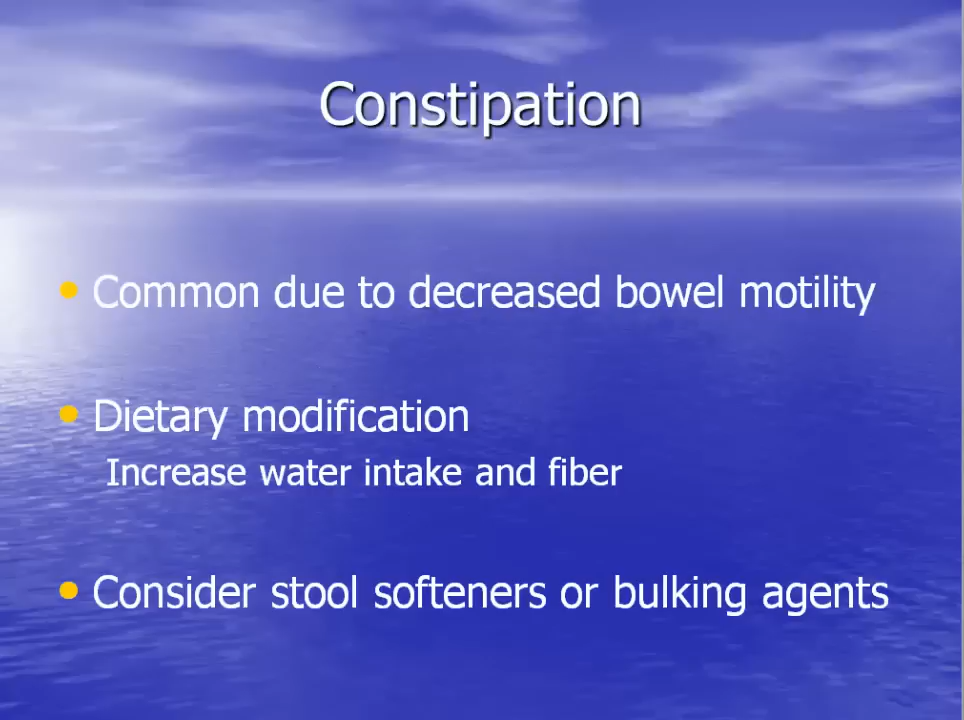 Constipation
• Common due to decreased bowel motility
• Dietary modification
Increase water intake and fiber
• Consider stool softeners or bulking agents